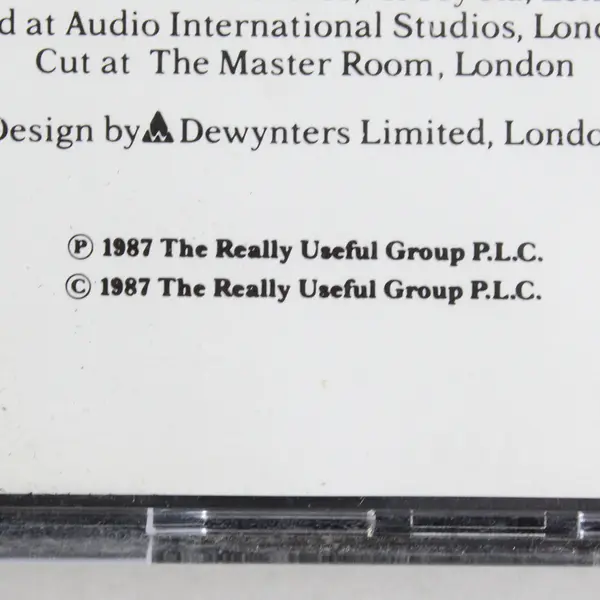 d at Audio International Studios, Lond
Cut at The Master Room, London
Design by Dewynters Limited, Londo
Ⓟ 1987 The Really Useful Group P.L.C.
© 1987 The Really Useful Group P.L.C.